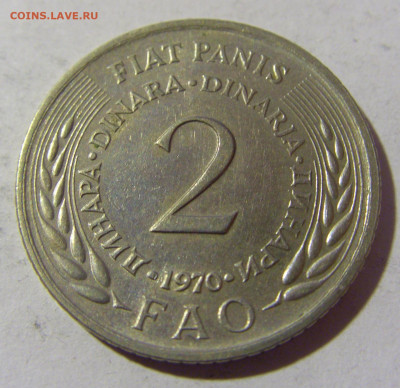 COINS.LAVE.RU
FIAT PANIS
ДИНАРА · DINARA · DINARJA · ДИНАРИ
2
· 1970 ·
FAO